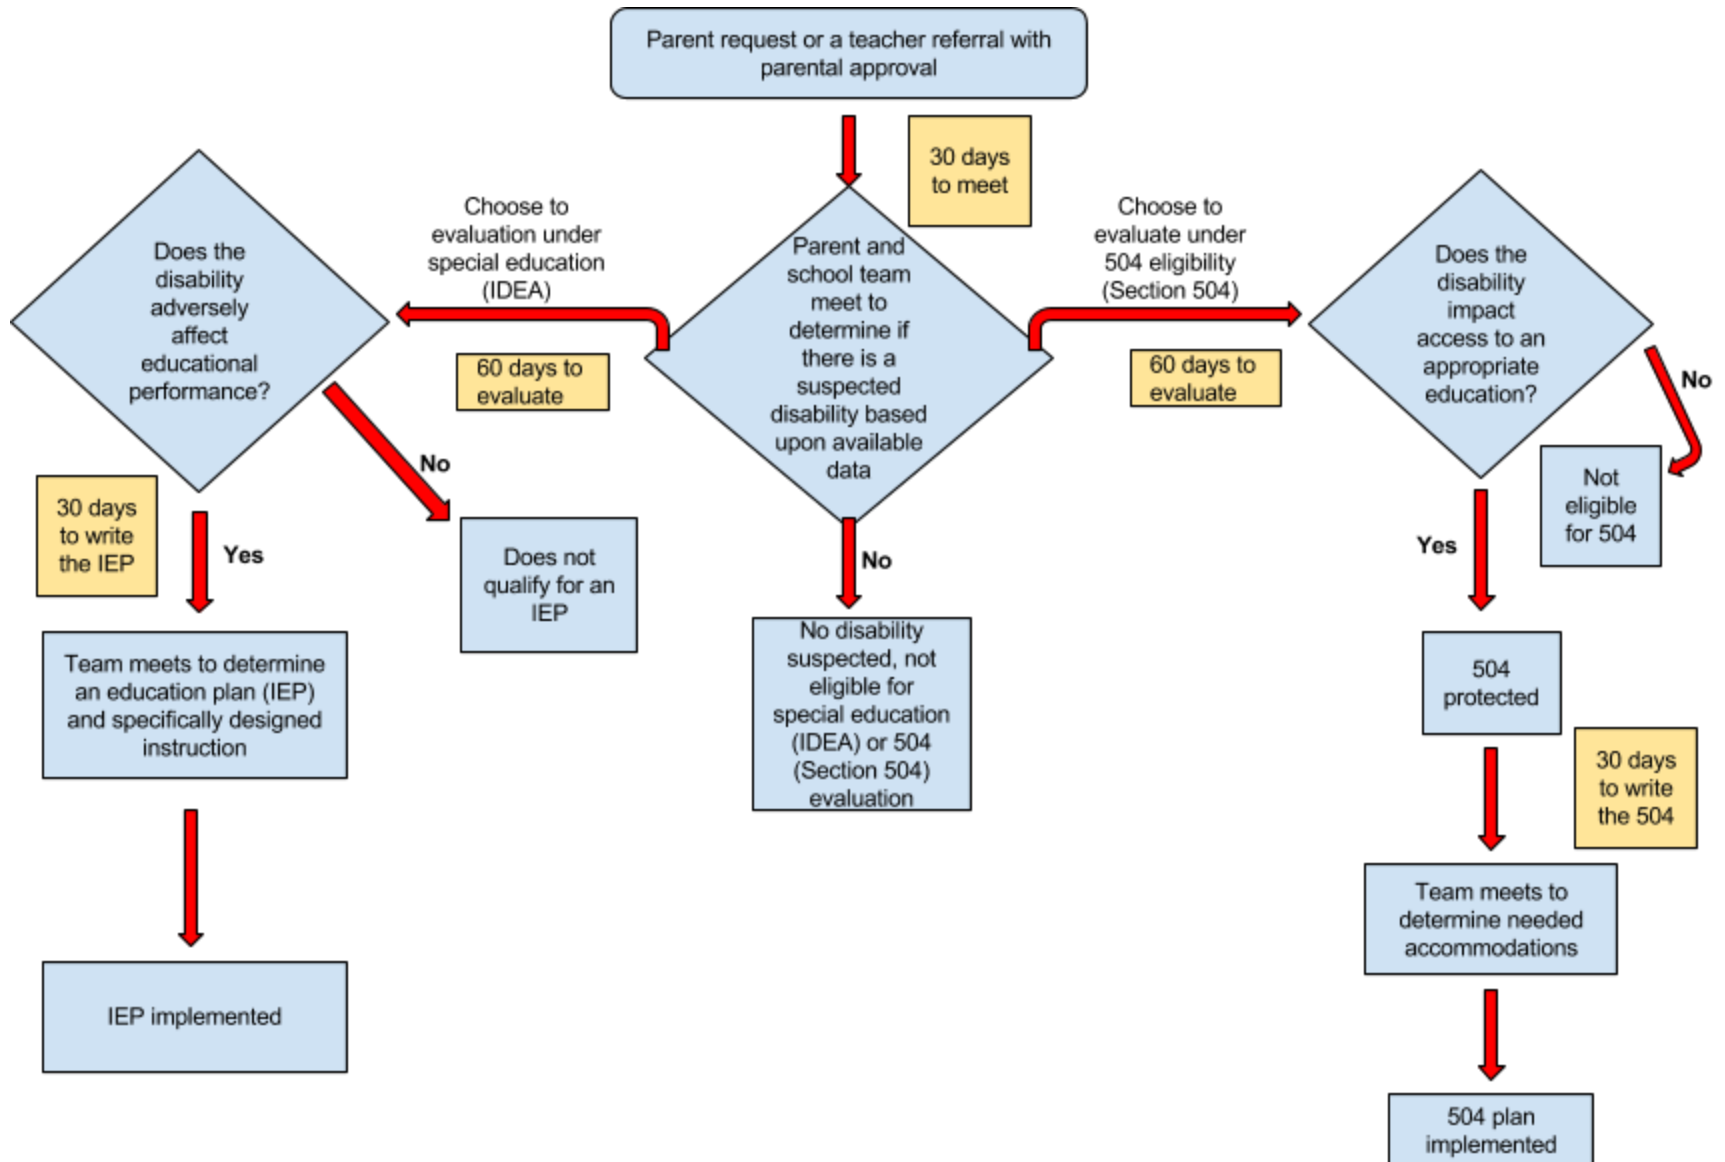 Parent request or a teacher referral with
parental approval
30 days
to meet
Does the
disability
adversely
affect
educational
performance?
Choose to
evaluation under
special education
(IDEA)
60 days to
evaluate
Parent and
school team
meet to
determine if
there is a
suspected
disability based
upon available
data
Choose to
evaluate under
504 eligibility
(Section 504)
60 days to
evaluate
Does the
disability
impact
access to an
appropriate
education?
No
Not
eligible
for 504
30 days
to write
the IEP
Yes
No
Does not
qualify for an
IEP
No
No disability
suspected, not
eligible for
special education
(IDEA) or 504
(Section 504)
evaluation
Yes
504
protected
30 days
to write
the 504
Team meets to determine
an education plan (IEP)
and specifically designed
instruction
IEP implemented
Team meets to
determine needed
accommodations
504 plan
implemented